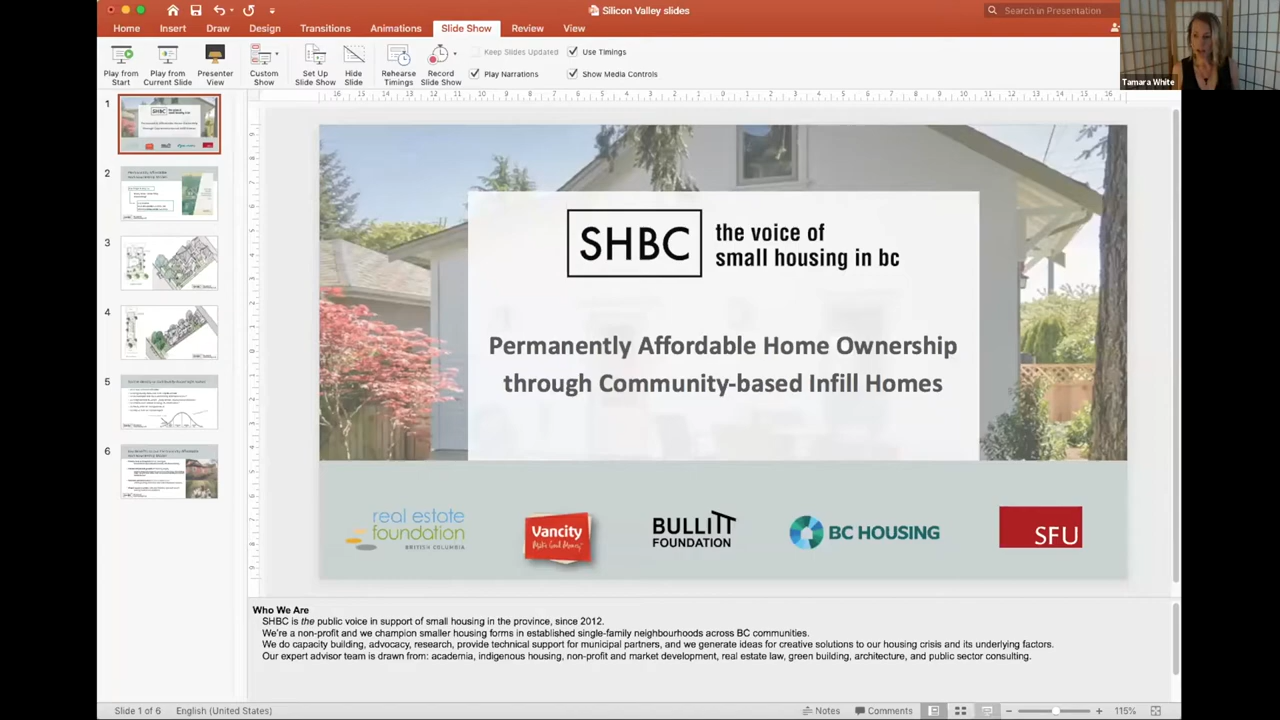 Silicon Valley slides
Search in Presentation
Home
Insert
Draw
Design
Transitions
Animations
Slide Show
Review
View
Play from
Start
Play from
Current Slide
Presenter
View
Custom
Show
Set Up
Slide Show
Hide
Slide
Rehearse
Timings
Record
Slide Show
Keep Slides Updated
Play Narrations
Use Timings
Show Media Controls
Tamara White
1
2
3
4
5
6
SHBC
the voice of
small housing in bc
Permanently Affordable Home Ownership
through Community-based Infill Homes
real estate
foundation
BRITISH COLUMBIA
Vancity
Make Good Money™
BULLITT
FOUNDATION
BC HOUSING
SFU
Who We Are
SHBC is the public voice in support of small housing in the province, since 2012.
We're a non-profit and we champion smaller housing forms in established single-family neighbourhoods across BC communities.
We do capacity building, advocacy, research, provide technical support for municipal partners, and we generate ideas for creative solutions to our housing crisis and its underlying factors.
Our expert advisor team is drawn from: academia, indigenous housing, non-profit and market development, real estate law, green building, architecture, and public sector consulting.
Slide 1 of 6
English (United States)
Notes
Comments
115%